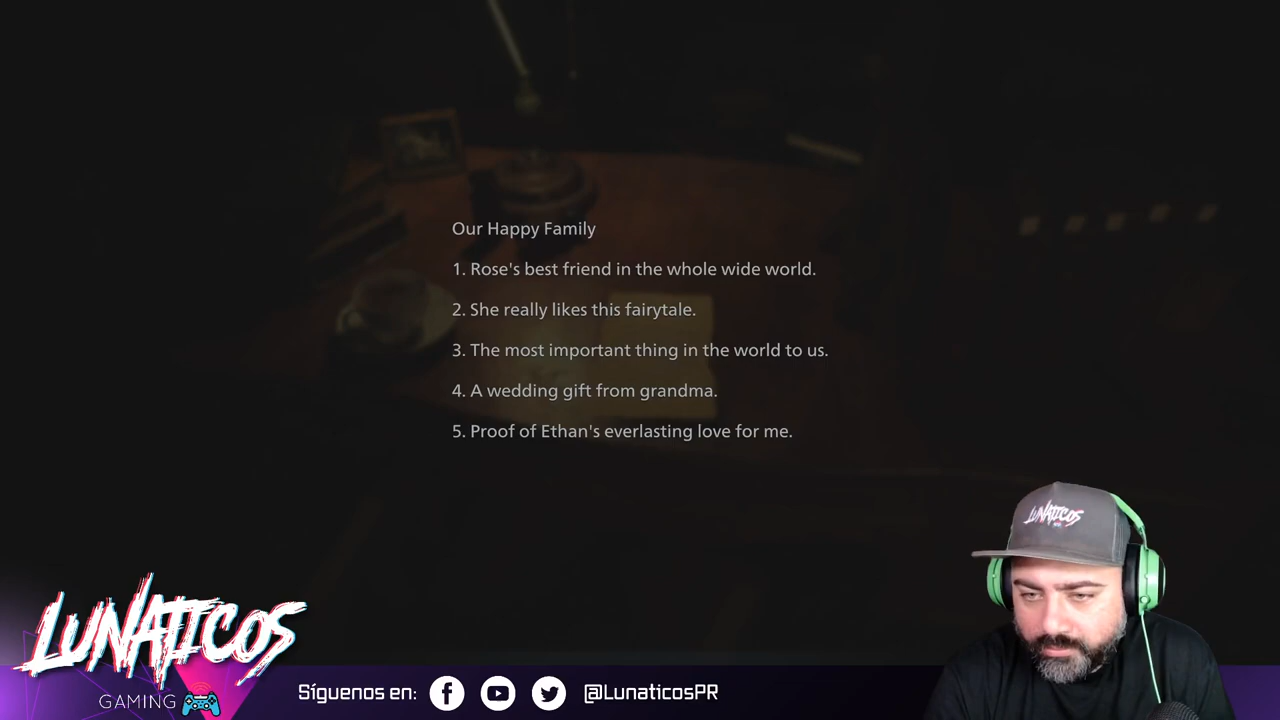 Our Happy Family
1. Rose's best friend in the whole wide world.
2. She really likes this fairytale.
3. The most important thing in the world to us.
4. A wedding gift from grandma.
5. Proof of Ethan's everlasting love for me.
LUNATICOS
LUNATICOS
GAMING
Síguenos en: @LunaticosPR